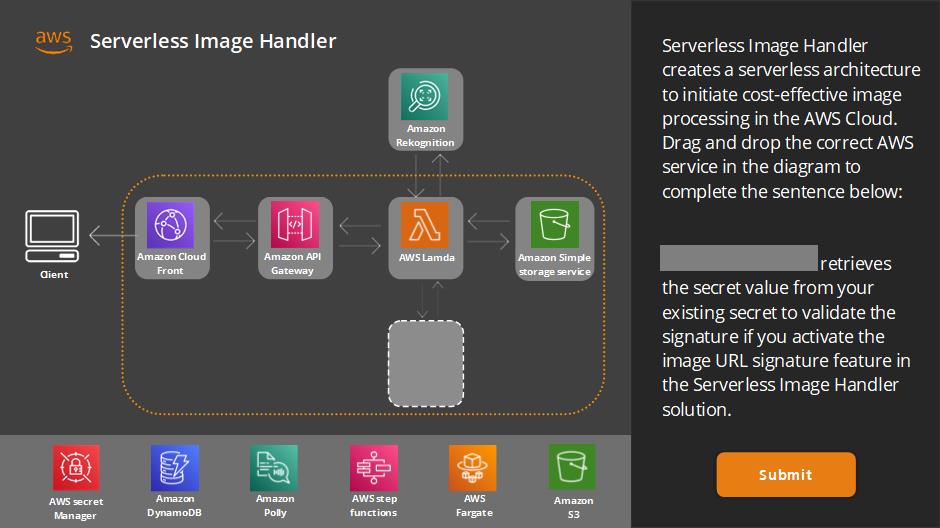 aws
Serverless Image Handler
Amazon
Rekognition
Client
Amazon Cloud
Front
Amazon API
Gateway
AWS Lamda
Amazon Simple
storage service
AWS secret
Manager
Amazon
DynamoDB
Amazon
Polly
AWS step
functions
AWS
Fargate
Amazon
S3
Serverless Image Handler
creates a serverless architecture
to initiate cost-effective image
processing in the AWS Cloud.
Drag and drop the correct AWS
service in the diagram to
complete the sentence below:
retrieves
the secret value from your
existing secret to validate the
signature if you activate the
image URL signature feature in
the Serverless Image Handler
solution.
Submit